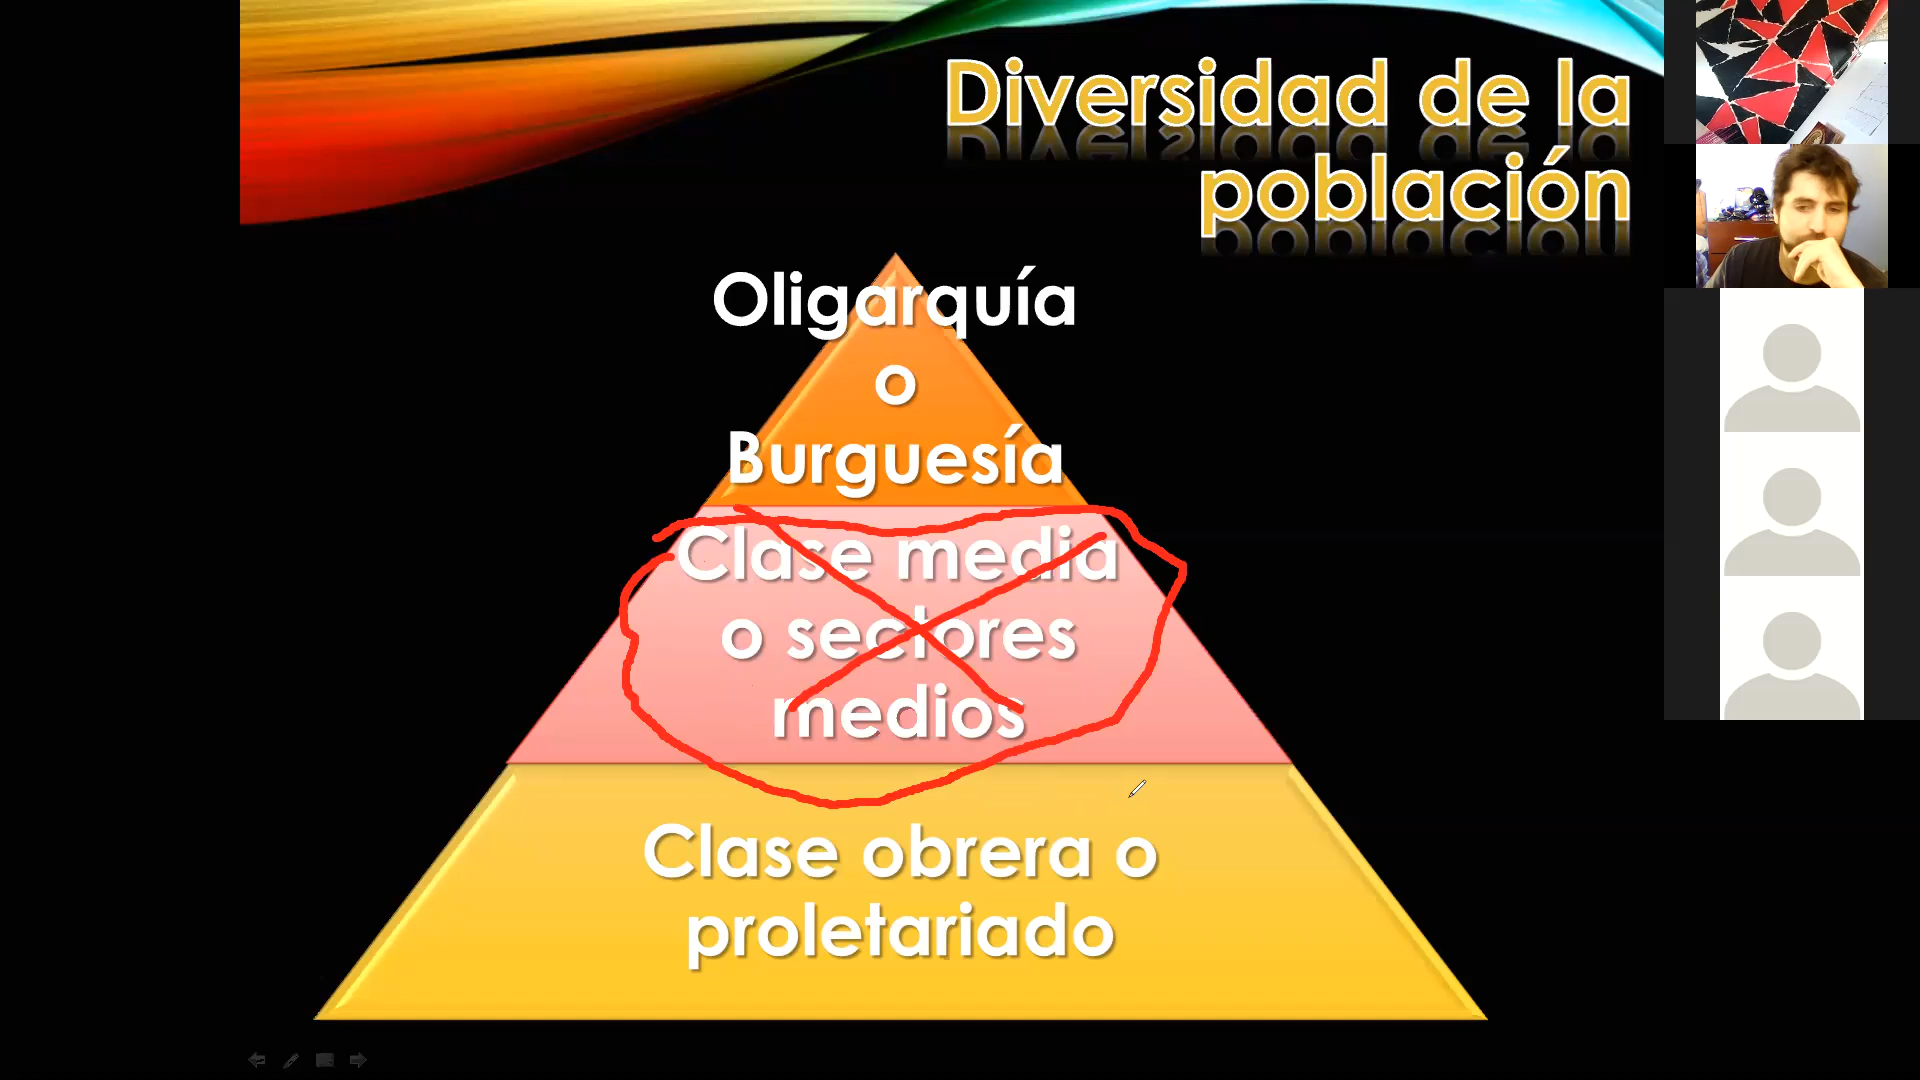 Diversidad de la
población
Oligarquía
o
Burguesía
Clase media
o sectores
medios
Clase obrera o
proletariado